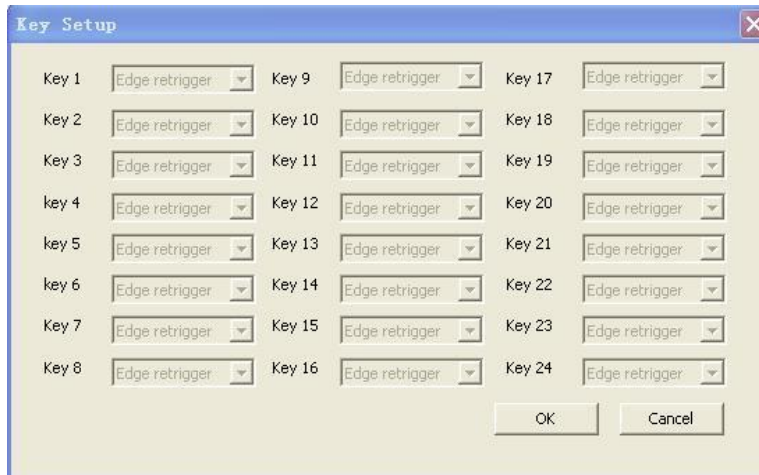 Key Setup
Key 1 Edge retrigger Key 9 Edge retrigger Key 17 Edge retrigger
Key 2 Edge retrigger Key 10 Edge retrigger Key 18 Edge retrigger
Key 3 Edge retrigger Key 11 Edge retrigger Key 19 Edge retrigger
key 4 Edge retrigger Key 12 Edge retrigger Key 20 Edge retrigger
key 5 Edge retrigger Key 13 Edge retrigger Key 21 Edge retrigger
key 6 Edge retrigger Key 14 Edge retrigger Key 22 Edge retrigger
Key 7 Edge retrigger Key 15 Edge retrigger Key 23 Edge retrigger
Key 8 Edge retrigger Key 16 Edge retrigger Key 24 Edge retrigger
OK Cancel